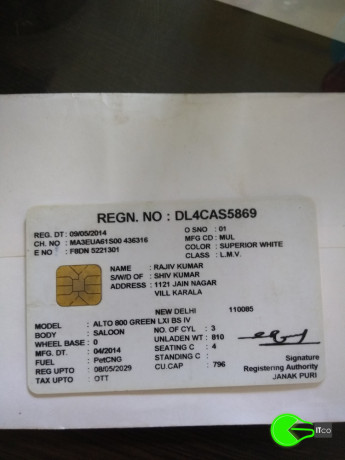 REGN. NO : DL4CAS5869
REG. DT : 09/05/2014 O SNO : 01
CH. NO : MA3EUA61S00 436316 MFG CD : MUL
E NO : F8DN 5221301 COLOR : SUPERIOR WHITE
CLASS : L.M.V.
NAME : RAJIV KUMAR
S/W/D OF : SHIV KUMAR
ADDRESS : 1121 JAIN NAGAR
VILL KARALA
NEW DELHI 110085
MODEL : ALTO 800 GREEN LXI BS IV
BODY : SALOON NO. OF CYL : 3
WHEEL BASE : 0 UNLADEN WT : 810
MFG. DT : 04/2014 SEATING C : 4
FUEL : PetCNG STANDING C :
REG UPTO : 08/05/2029 CU.CAP : 796
TAX UPTO : OTT
Signature
Registering Authority
JANAK PURI
ITCO